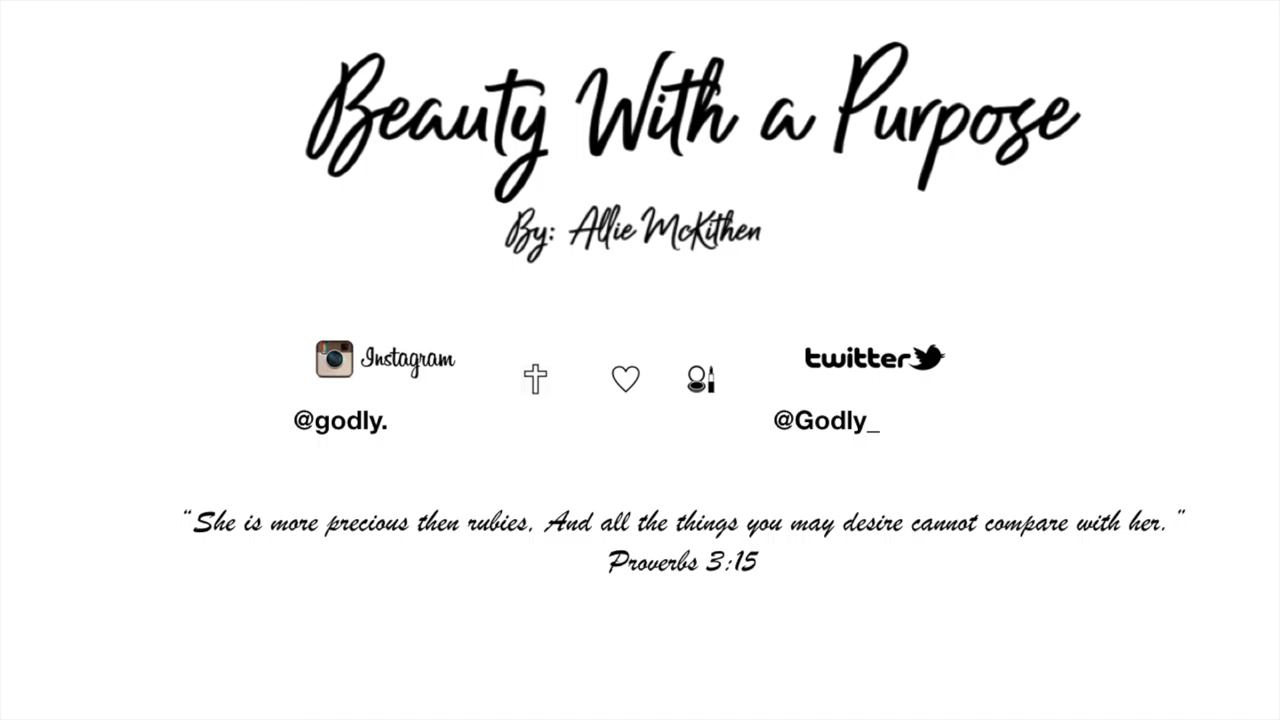 Beauty With a Purpose
By: Allie McKithen
Instagram
twitter
@godly.
@Godly_
“She is more precious then rubies, And all the things you may desire cannot compare with her.”
Proverbs 3:15